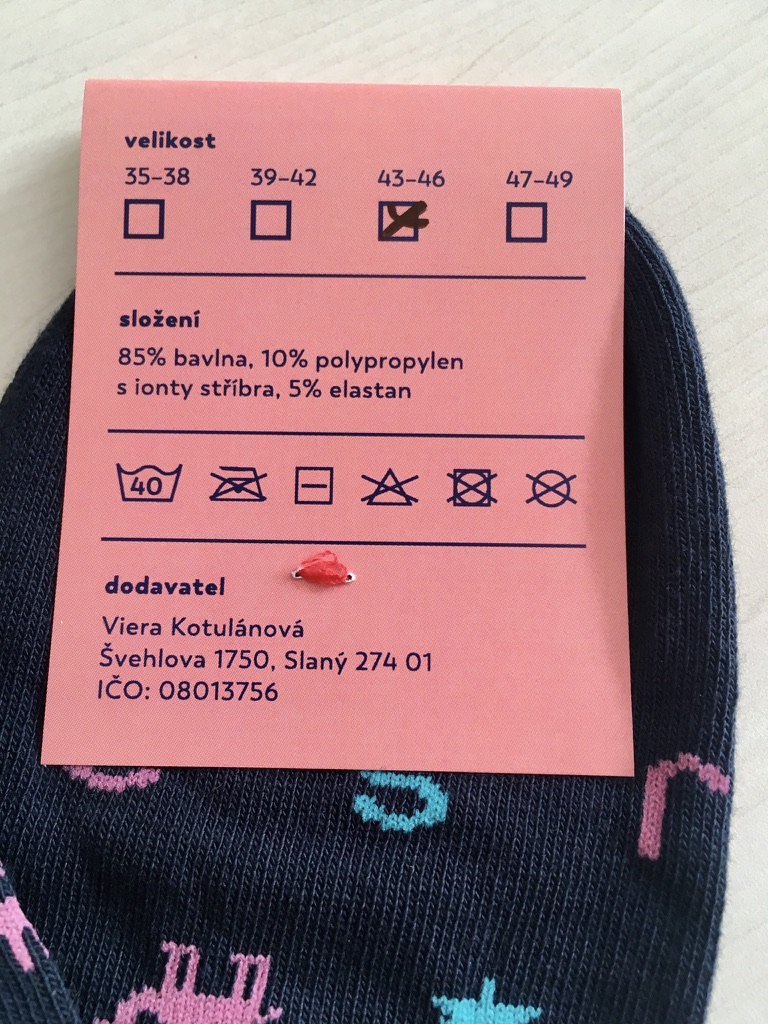 velikost
35–38 39–42 43–46 47–49
složení
85% bavlna, 10% polypropylen
s ionty stříbra, 5% elastan
40
dodavatel
Viera Kotulánová
Švehlova 1750, Slaný 274 01
IČO: 08013756
S